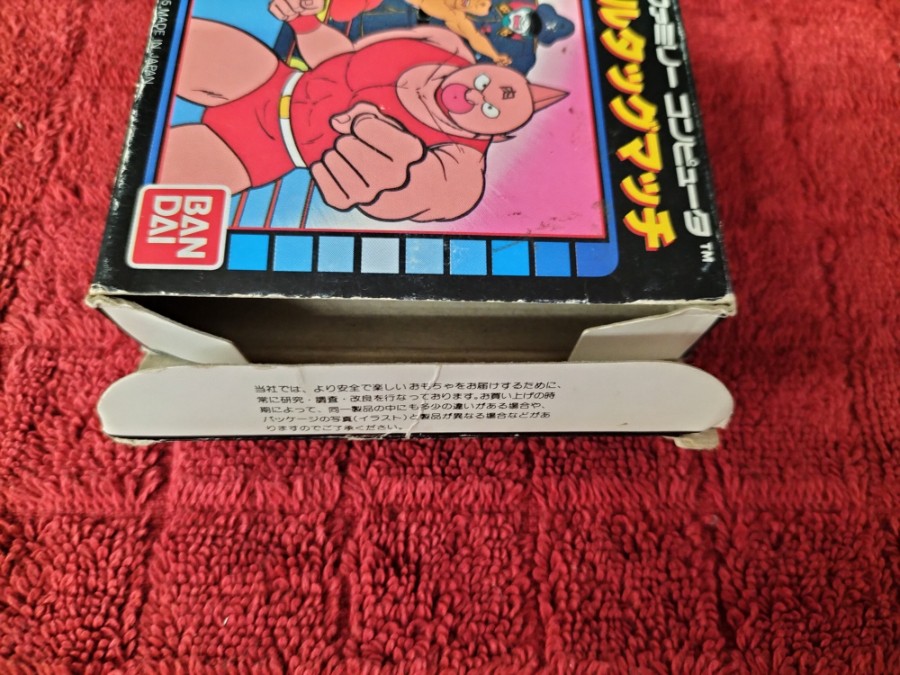 ファミリー コンピュータ™
ルタッグマッチ
5 MADE IN JAPAN
BAN
DAI
当社では、より安全で楽しいおもちゃをお届けするために、
常に研究・調査・改良を行なっております。お買い上げの時
期によって、同一製品の中にも多少の違いがある場合や、
パッケージの写真(イラスト)と製品が異なる場合などがあ
りますのでご了承ください。